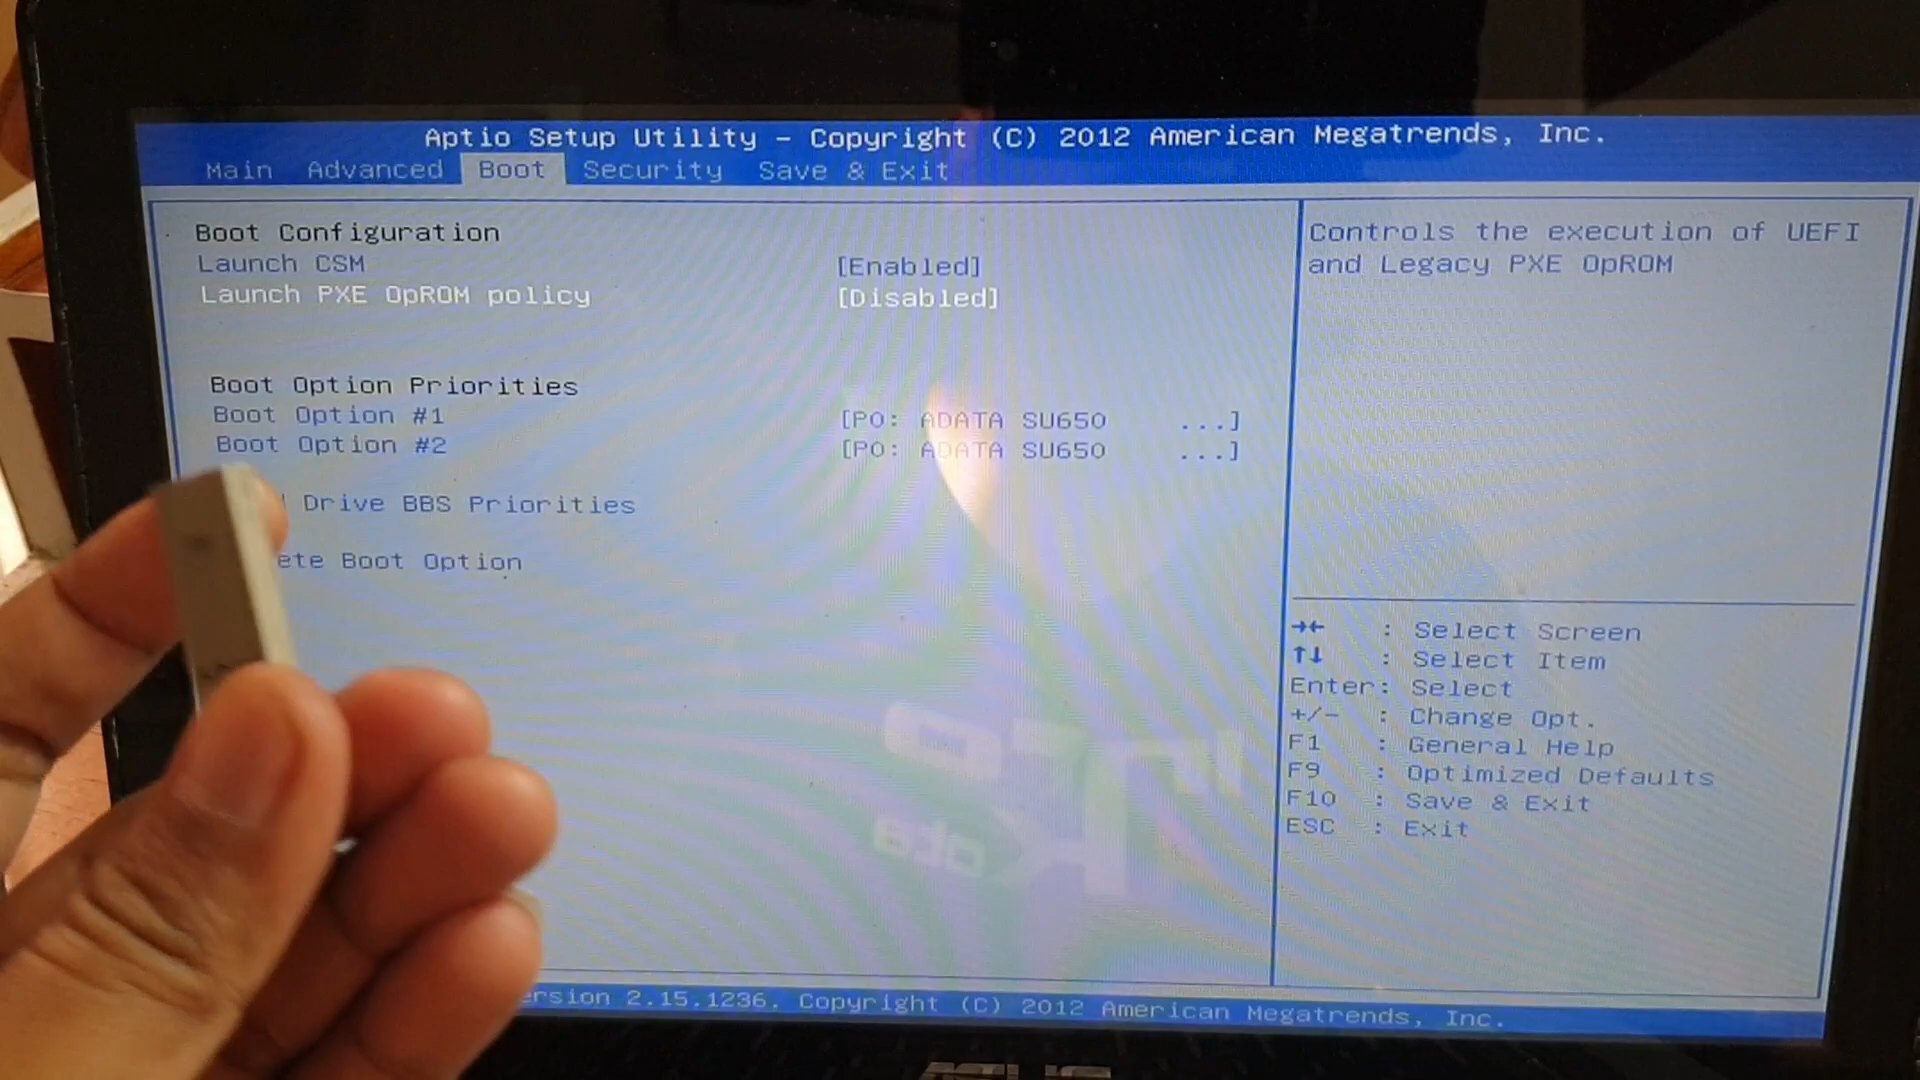 Aptio Setup Utility - Copyright (C) 2012 American Megatrends, Inc.
Main Advanced Boot Security Save & Exit
Boot Configuration
Launch CSM [Enabled]
Launch PXE OpROM policy [Disabled]
Boot Option Priorities
Boot Option #1 [P0: ADATA SU650 ...]
Boot Option #2 [P0: ADATA SU650 ...]
Drive BBS Priorities
ete Boot Option
Controls the execution of UEFI
and Legacy PXE OpROM
→← : Select Screen
↑↓ : Select Item
Enter: Select
+/- : Change Opt.
F1 : General Help
F9 : Optimized Defaults
F10 : Save & Exit
ESC : Exit
ersion 2.15.1236. Copyright (C) 2012 American Megatrends, Inc.
ASUS